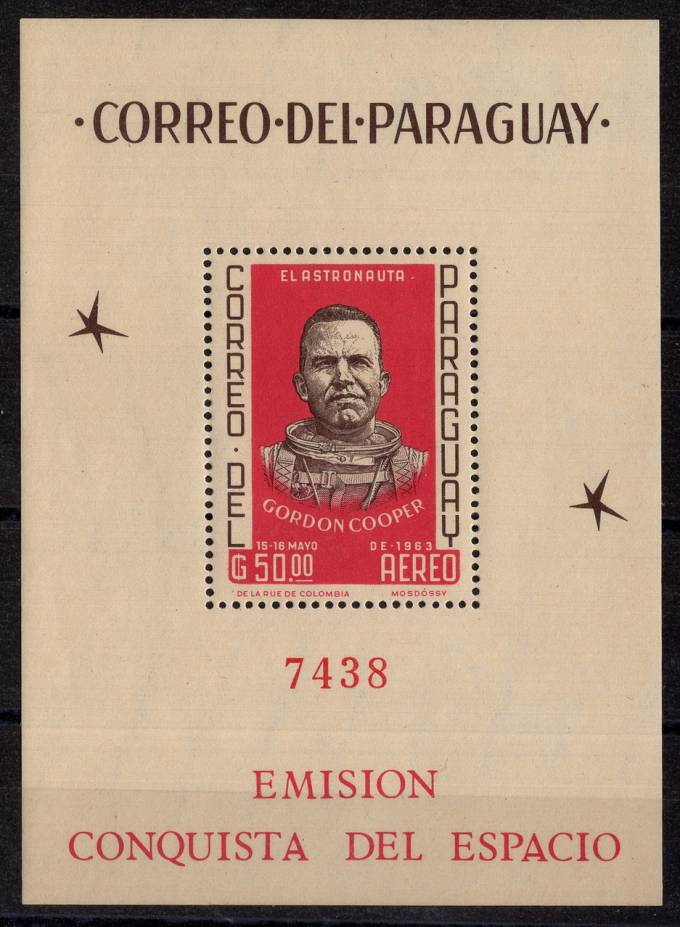 ·CORREO·DEL·PARAGUAY·
EL ASTRONAUTA
CORREO · DEL
PARAGUAY
GORDON COOPER
15-16 MAYO DE-1963
₲ 50.00 AEREO
DE LA RUE DE COLOMBIA MOSDÓSSY
7438
EMISION
CONQUISTA DEL ESPACIO